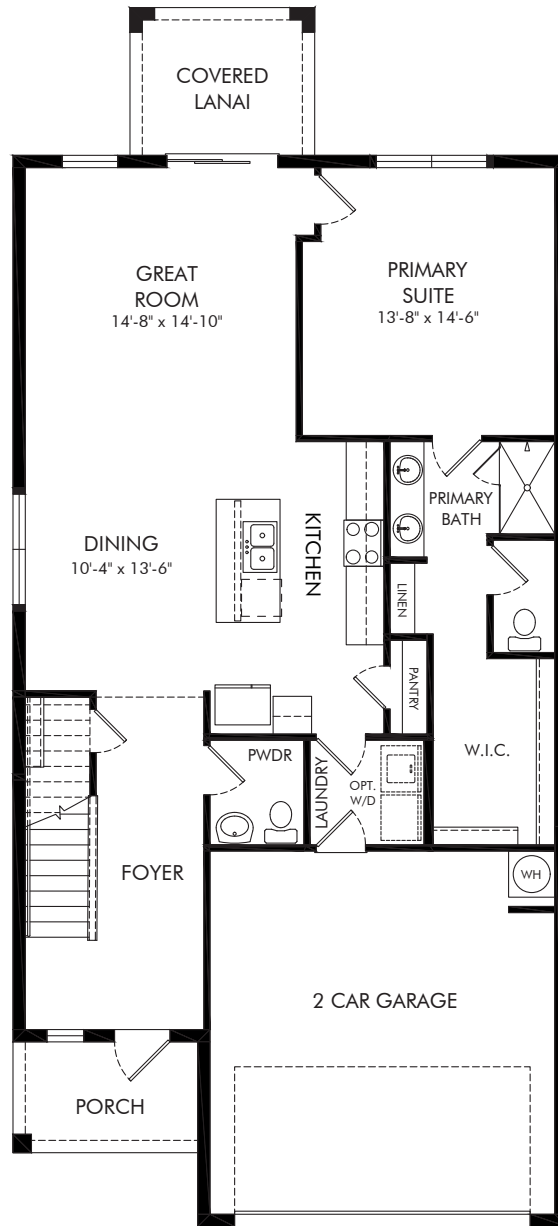 COVERED
LANAI
GREAT
ROOM
14'-8" x 14'-10"
PRIMARY
SUITE
13'-8" x 14'-6"
PRIMARY
BATH
KITCHEN
DINING
10'-4" x 13'-6"
LINEN
PANTRY
W.I.C.
PWDR
LAUNDRY
OPT.
W/D
FOYER
WH
2 CAR GARAGE
PORCH